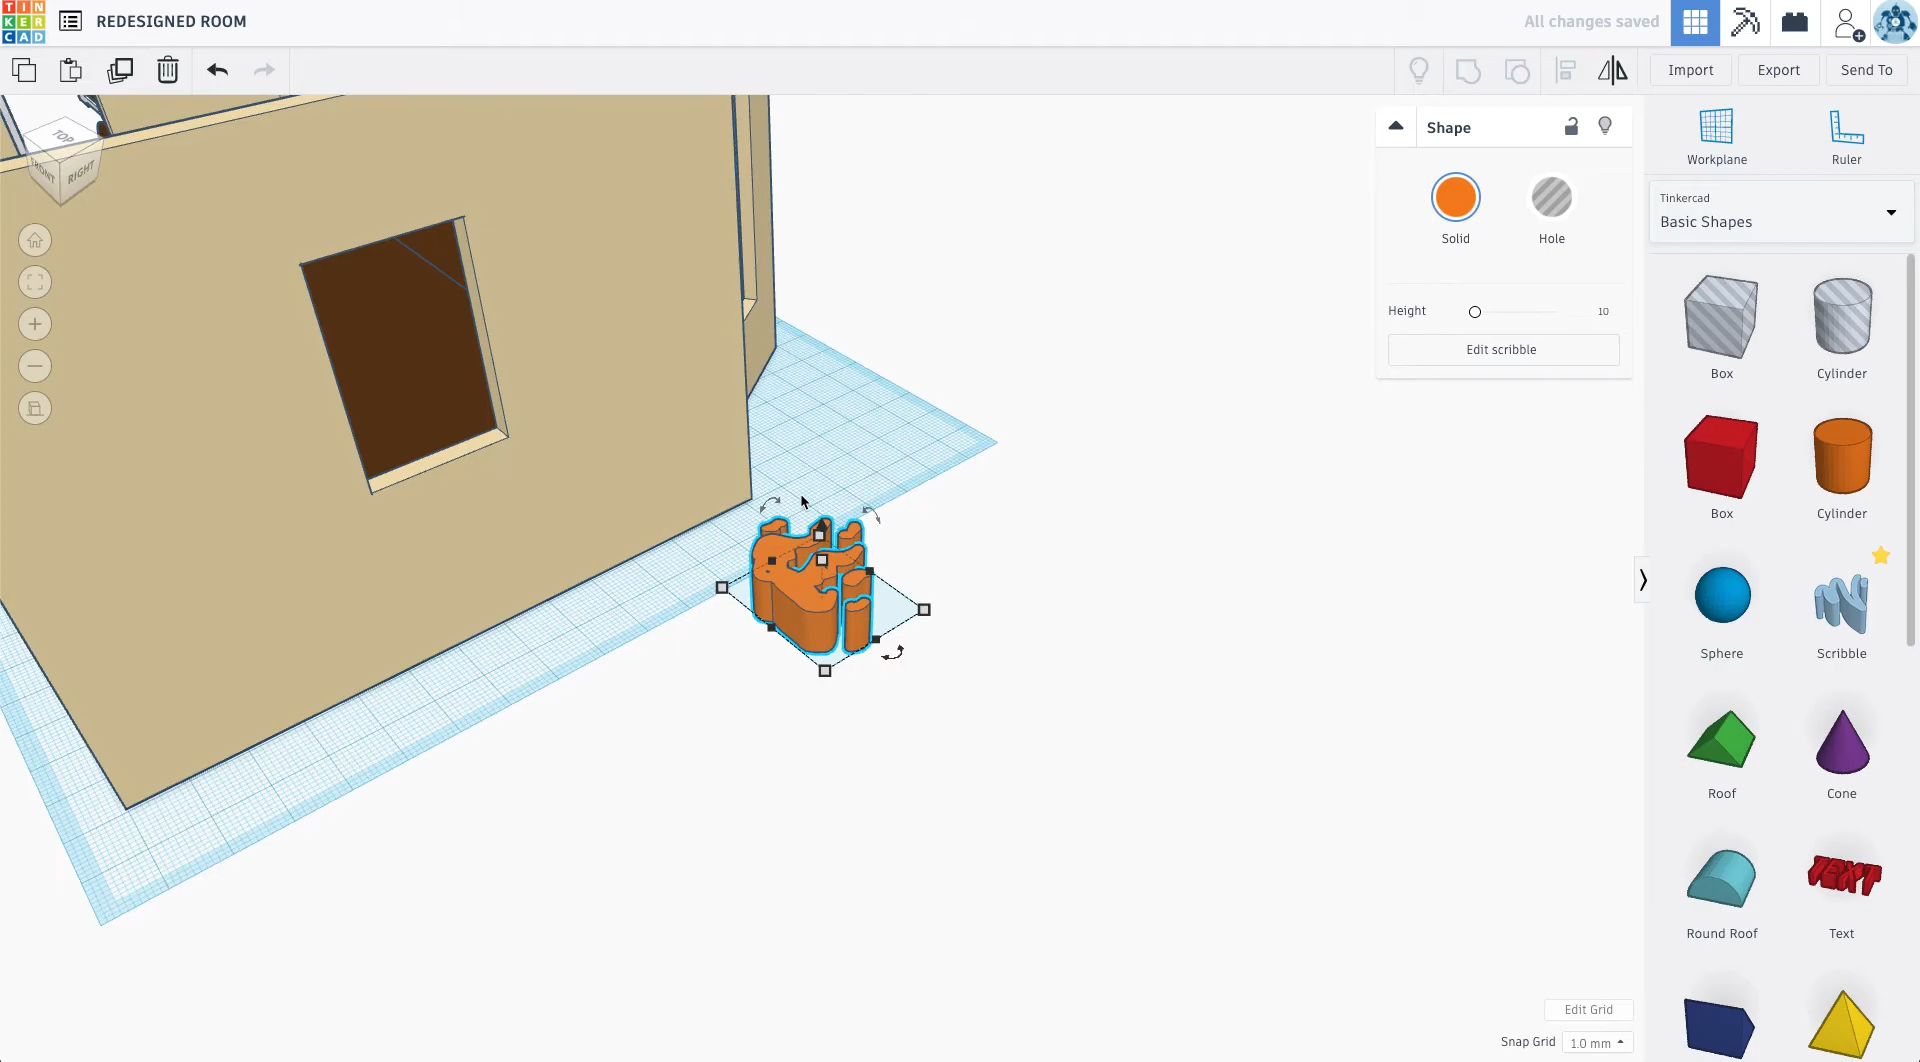 TIN
KER
CAD
REDESIGNED ROOM
All changes saved
Import
Export
Send To
TOP
FRONT
RIGHT
Shape
Solid
Hole
Height
10
Edit scribble
Workplane
Ruler
Tinkercad
Basic Shapes
Box
Cylinder
Box
Cylinder
Sphere
Scribble
Roof
Cone
TEXT
Round Roof
Text
Edit Grid
Snap Grid
1.0 mm